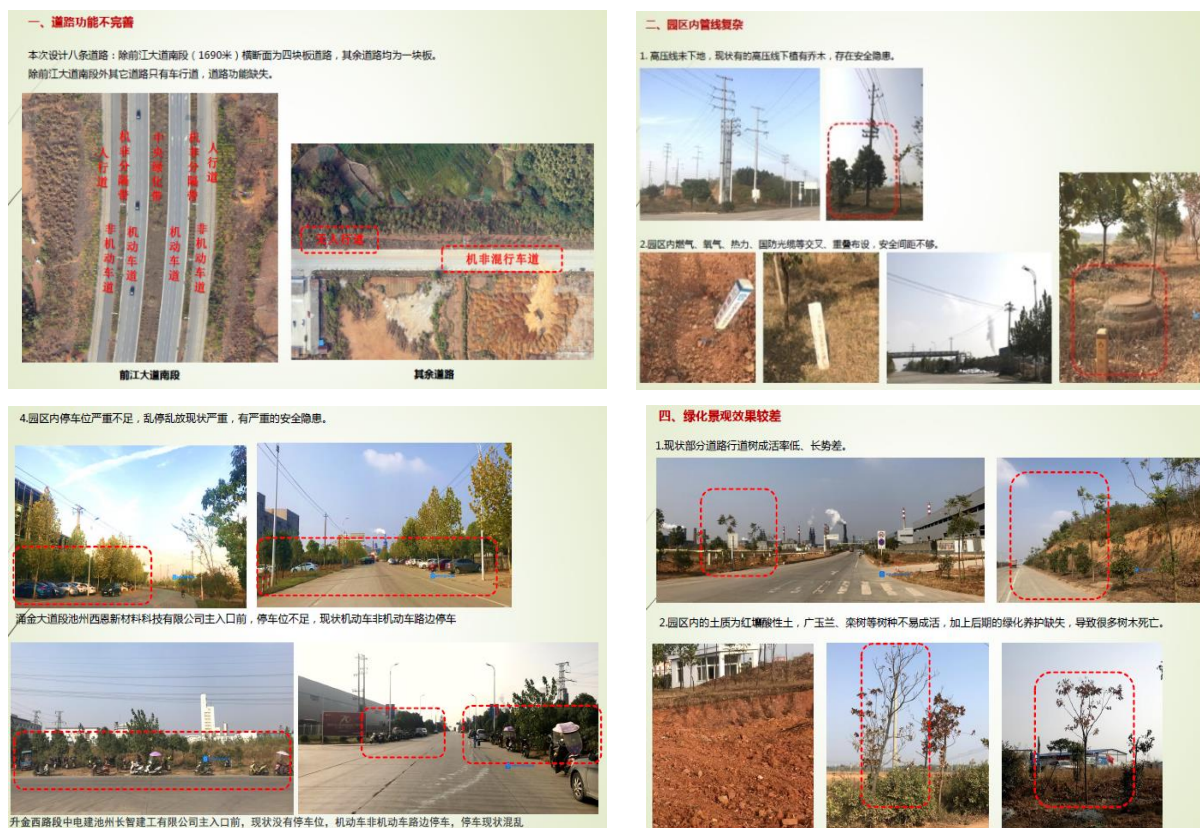 一、道路功能不完善
本次设计八条道路：除前江大道南段（1690米）横断面为四块板道路，其余道路均为一块板。
除前江大道南段外其它道路只有车行道，道路功能缺失。
人行道
非机动车道
机非分隔带
机动车道
中央绿化带
机动车道
机非分隔带
非机动车道
人行道
无人行道
机非混行车道
前江大道南段
其余道路
二、园区内管线复杂
1. 高压线未下地，现状有的高压线下植有乔木，存在安全隐患。
2.园区内燃气、氧气、热力、国防光缆等交叉、重叠布设，安全间距不够。
4.园区内停车位严重不足，乱停乱放现状严重，有严重的安全隐患。
涌金大道段池州西恩新材料科技有限公司主入口前，停车位不足，现状机动车非机动车路边停车
升金西路段中电建池州长智建工有限公司主入口前，现状没有停车位，机动车非机动车路边停车，停车现状混乱
四、绿化景观效果较差
1.现状部分道路行道树成活率低、长势差。
2.园区内的土质为红壤酸性土，广玉兰、栾树等树种不易成活，加上后期的绿化养护缺失，导致很多树木死亡。